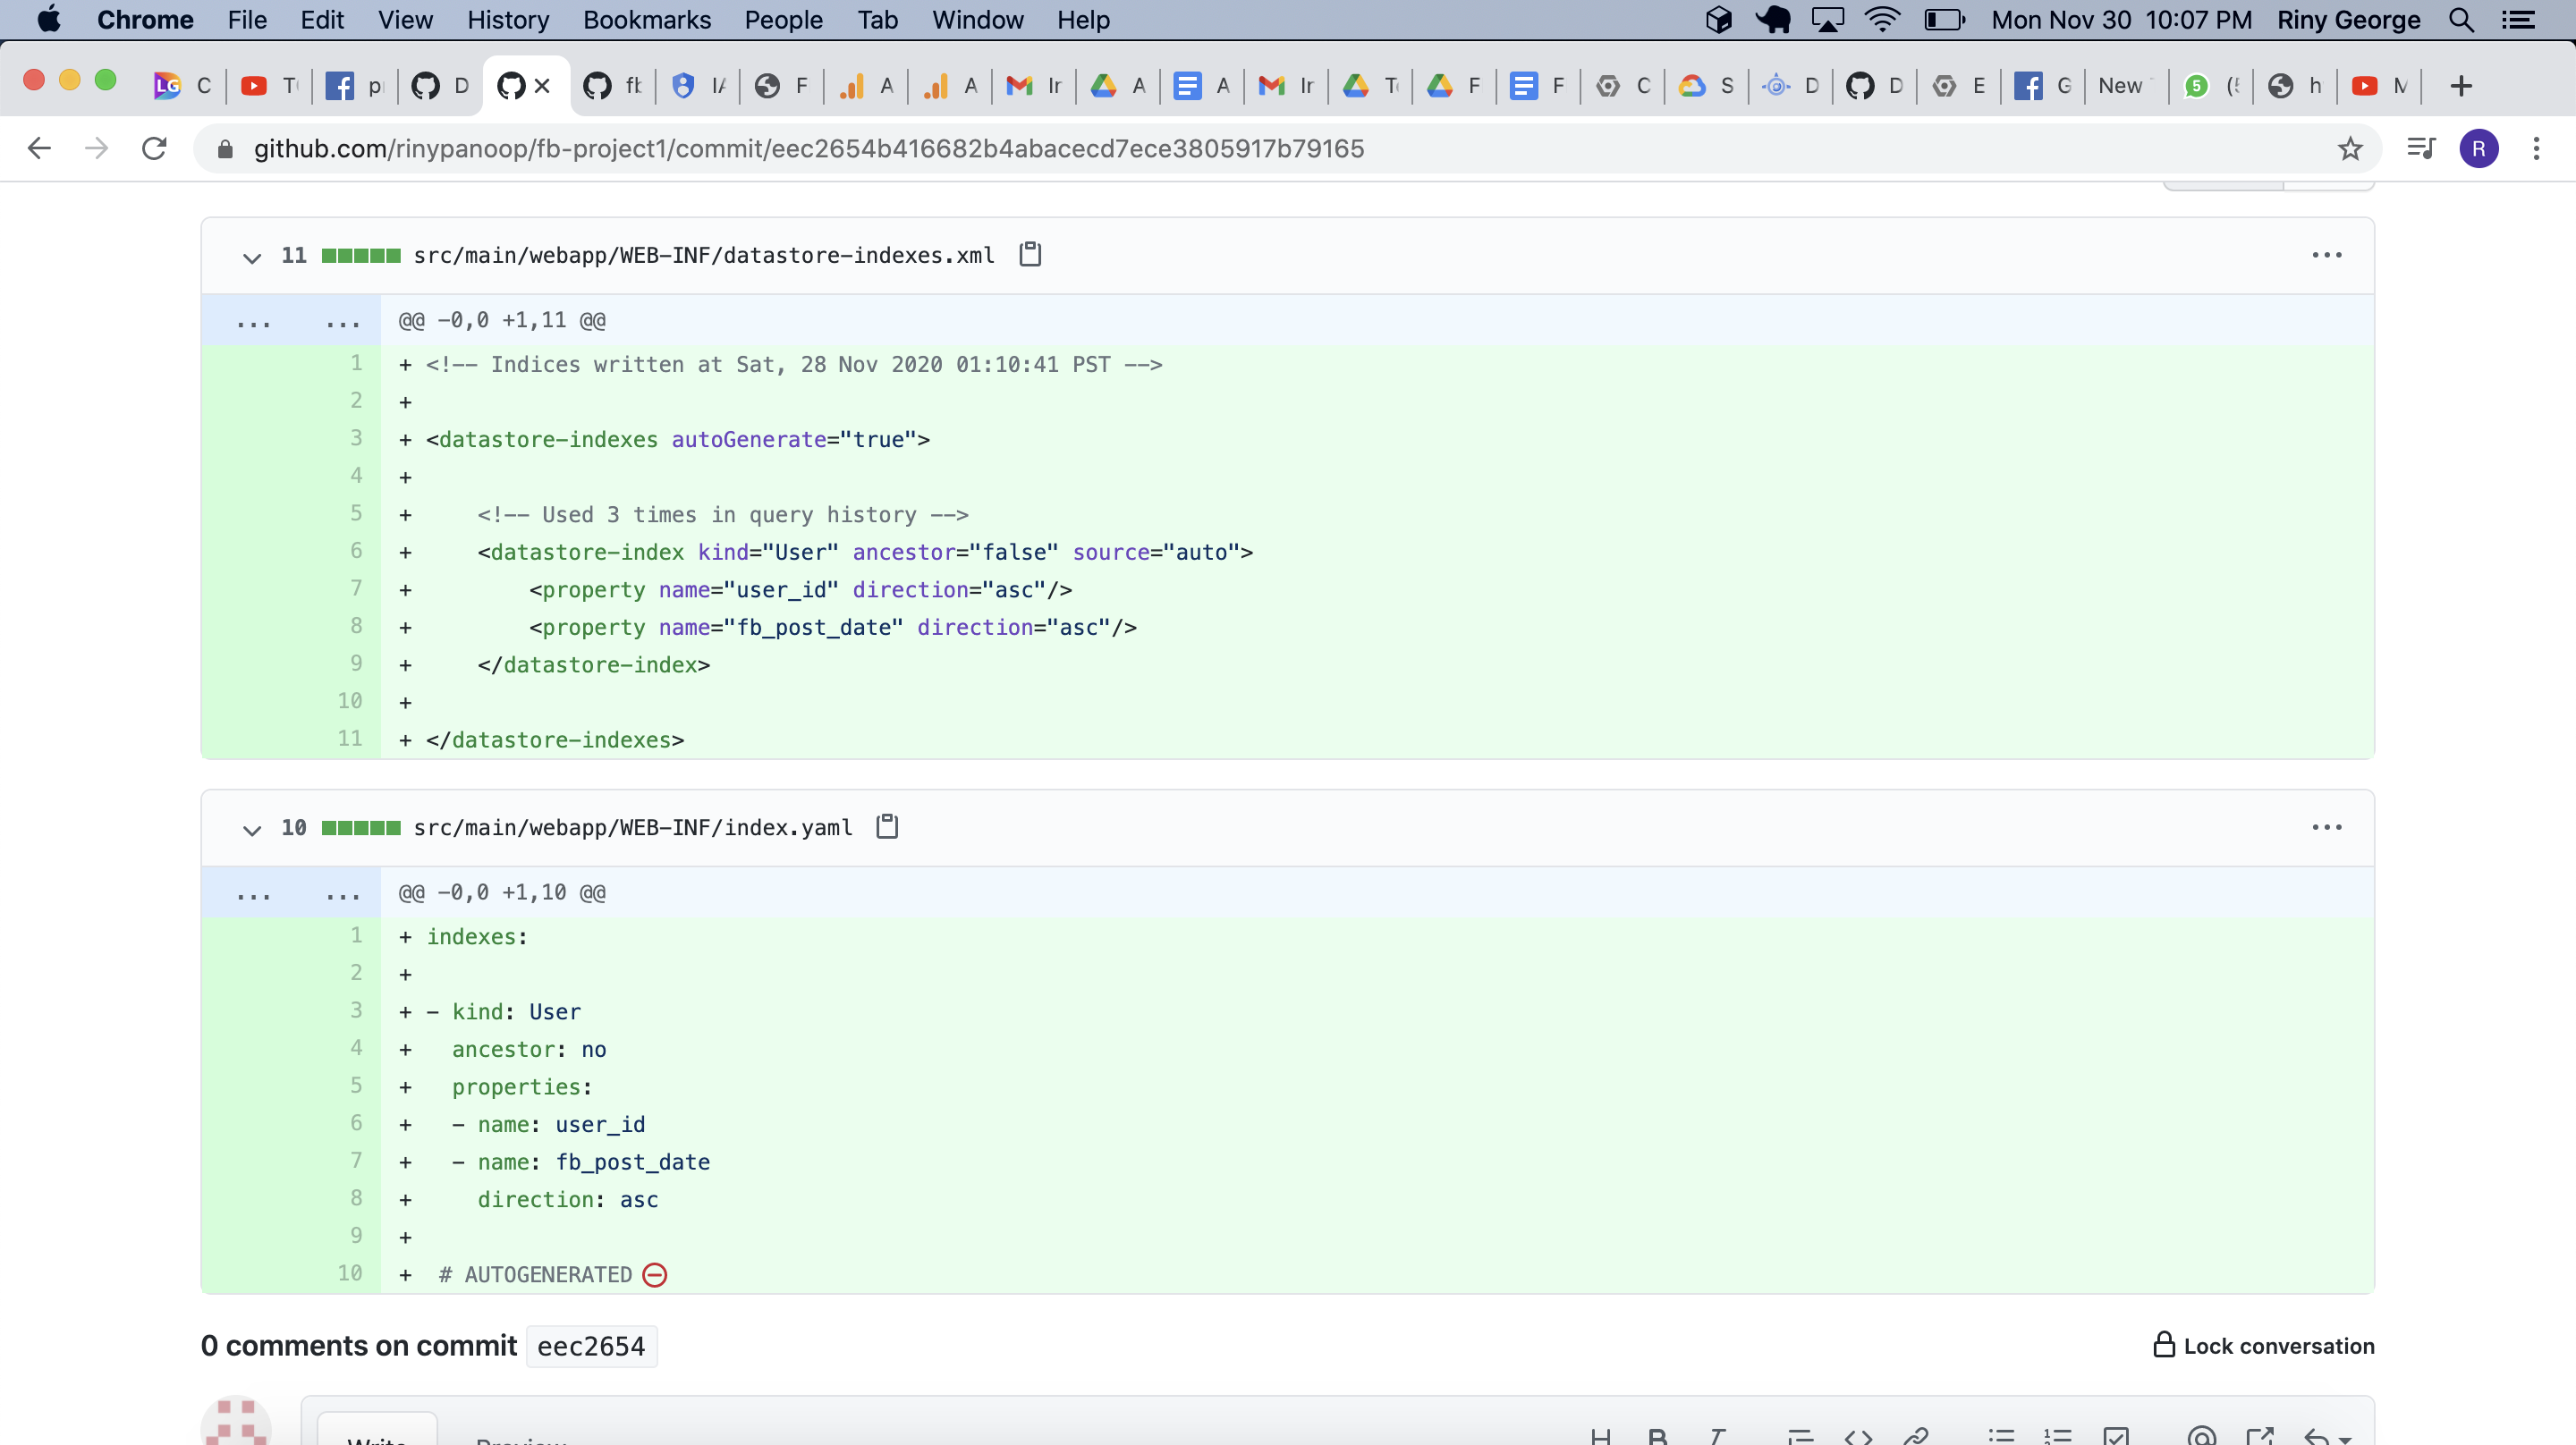 Chrome File Edit View History Bookmarks People Tab Window Help Mon Nov 30 10:07 PM Riny George
LG C T p D fb IA F A A Ir A A Ir T F F C S D D E G New 5 (5 h M
github.com/rinypanoop/fb-project1/commit/eec2654b416682b4abacecd7ece3805917b79165 R
11 src/main/webapp/WEB-INF/datastore-indexes.xml
... ... @@ -0,0 +1,11 @@
1 + <!-- Indices written at Sat, 28 Nov 2020 01:10:41 PST -->
2 +
3 + <datastore-indexes autoGenerate="true">
4 +
5 + <!-- Used 3 times in query history -->
6 + <datastore-index kind="User" ancestor="false" source="auto">
7 + <property name="user_id" direction="asc"/>
8 + <property name="fb_post_date" direction="asc"/>
9 + </datastore-index>
10 +
11 + </datastore-indexes>
10 src/main/webapp/WEB-INF/index.yaml
... ... @@ -0,0 +1,10 @@
1 + indexes:
2 +
3 + - kind: User
4 + ancestor: no
5 + properties:
6 + - name: user_id
7 + - name: fb_post_date
8 + direction: asc
9 +
10 + # AUTOGENERATED
0 comments on commit eec2654 Lock conversation
Write Preview